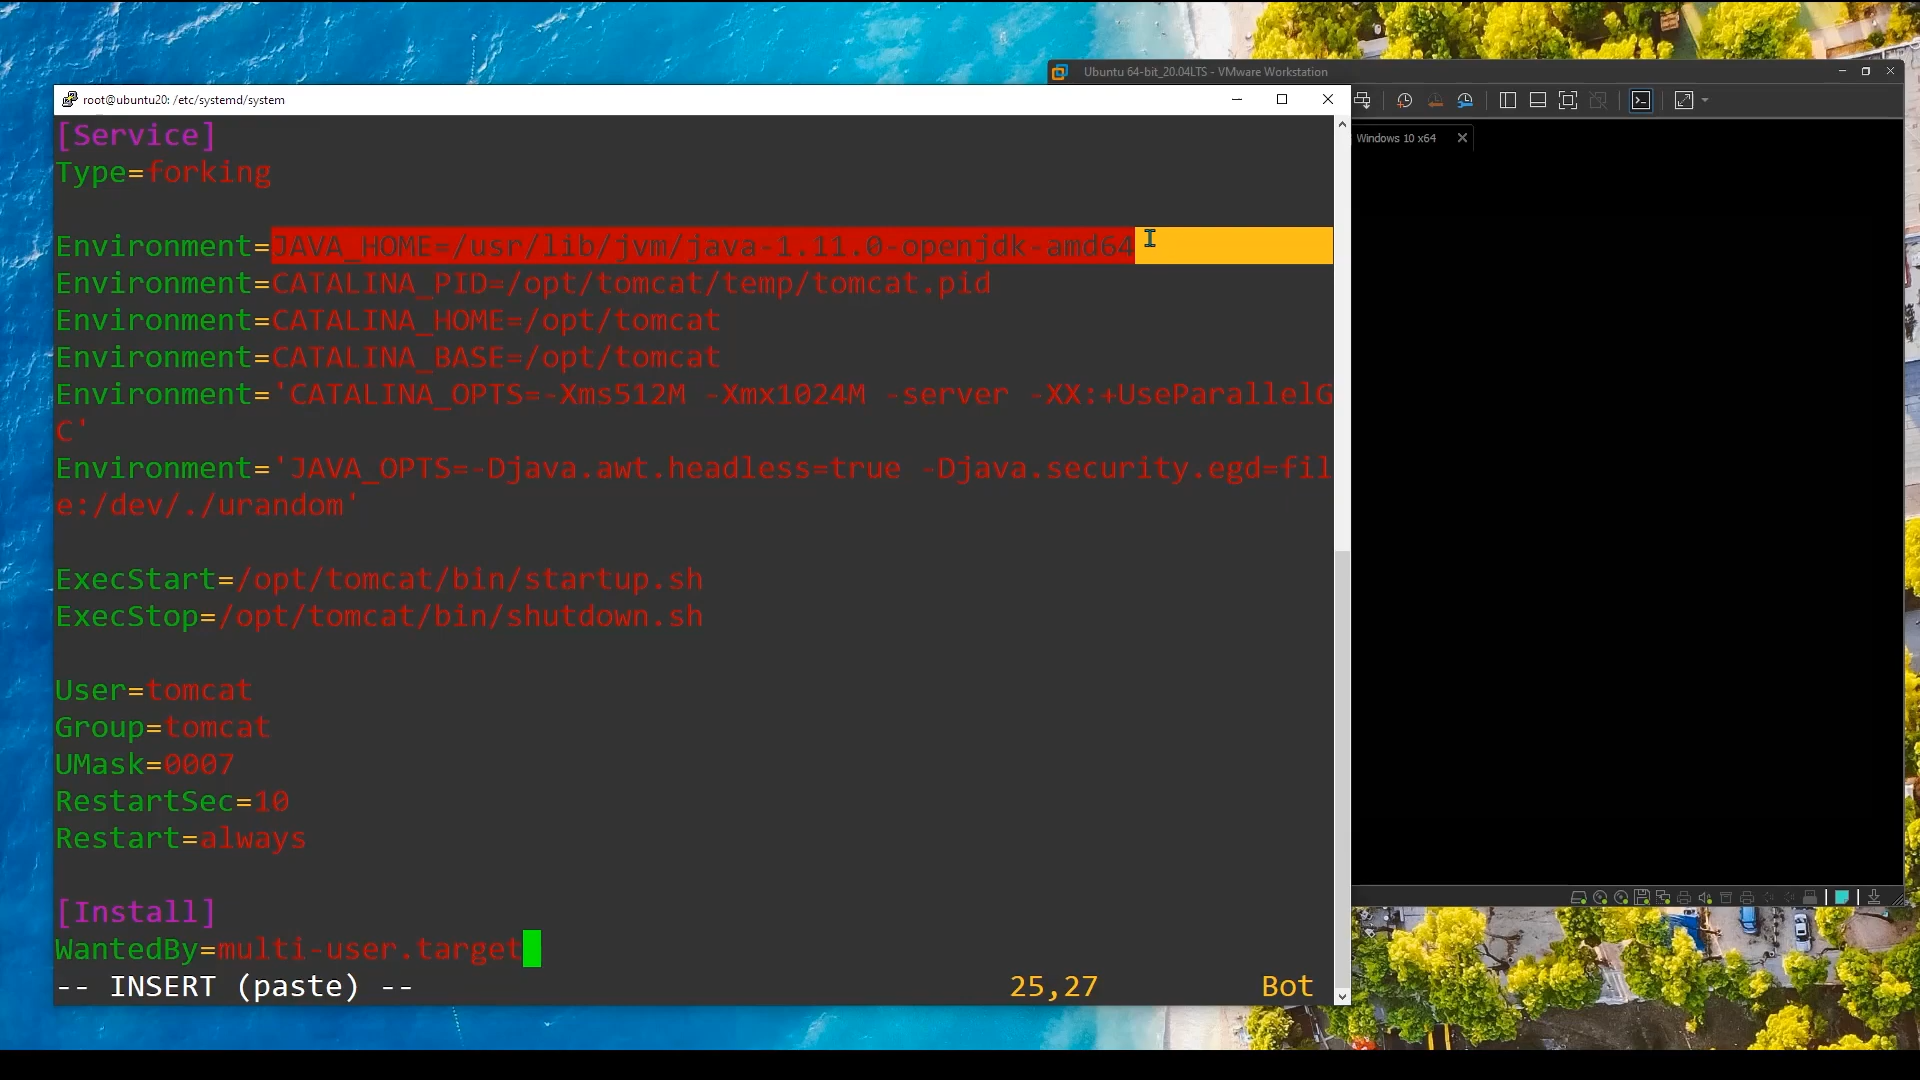 Ubuntu 64-bit_20.04LTS - VMware Workstation
root@ubuntu20: /etc/systemd/system
Windows 10 x64
[Service]
Type=forking
Environment=JAVA_HOME=/usr/lib/jvm/java-1.11.0-openjdk-amd64
Environment=CATALINA_PID=/opt/tomcat/temp/tomcat.pid
Environment=CATALINA_HOME=/opt/tomcat
Environment=CATALINA_BASE=/opt/tomcat
Environment='CATALINA_OPTS=-Xms512M -Xmx1024M -server -XX:+UseParallelG
C'
Environment='JAVA_OPTS=-Djava.awt.headless=true -Djava.security.egd=fil
e:/dev/./urandom'
ExecStart=/opt/tomcat/bin/startup.sh
ExecStop=/opt/tomcat/bin/shutdown.sh
User=tomcat
Group=tomcat
UMask=0007
RestartSec=10
Restart=always
[Install]
WantedBy=multi-user.target
-- INSERT (paste) -- 25,27 Bot